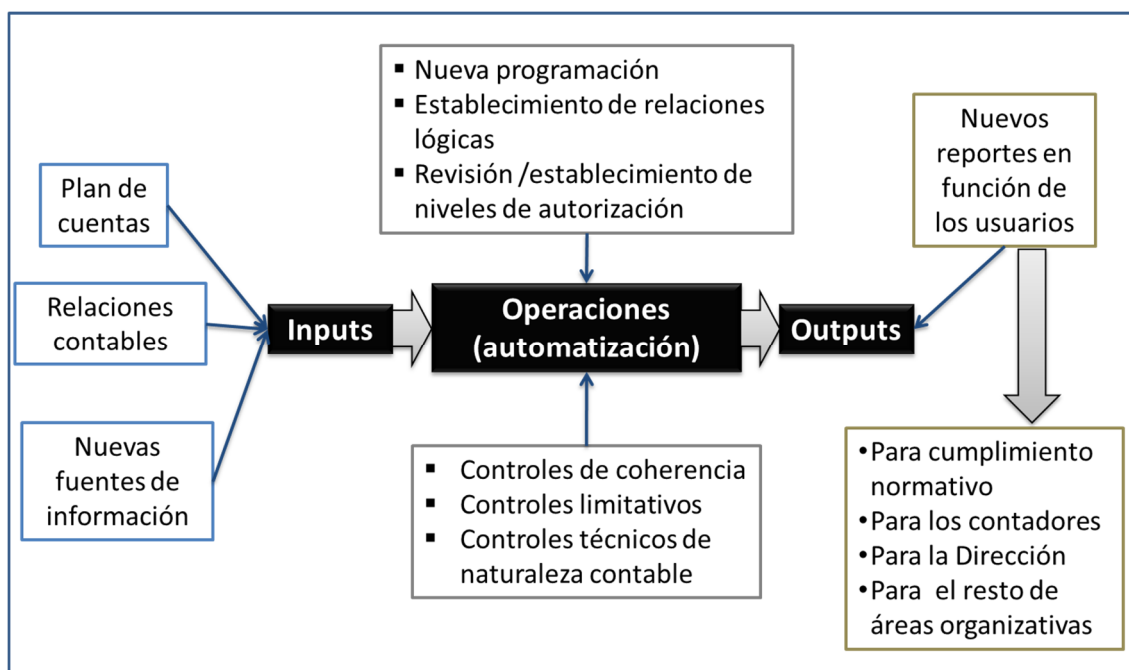 Plan de
cuentas
Relaciones
contables
Nuevas
fuentes de
información
Inputs
▪ Nueva programación
▪ Establecimiento de relaciones
lógicas
▪ Revisión /establecimiento de
niveles de autorización
Operaciones
(automatización)
▪ Controles de coherencia
▪ Controles limitativos
▪ Controles técnicos de
naturaleza contable
Outputs
Nuevos
reportes en
función de
los usuarios
•Para cumplimiento
normativo
•Para los contadores
•Para la Dirección
•Para el resto de
áreas organizativas